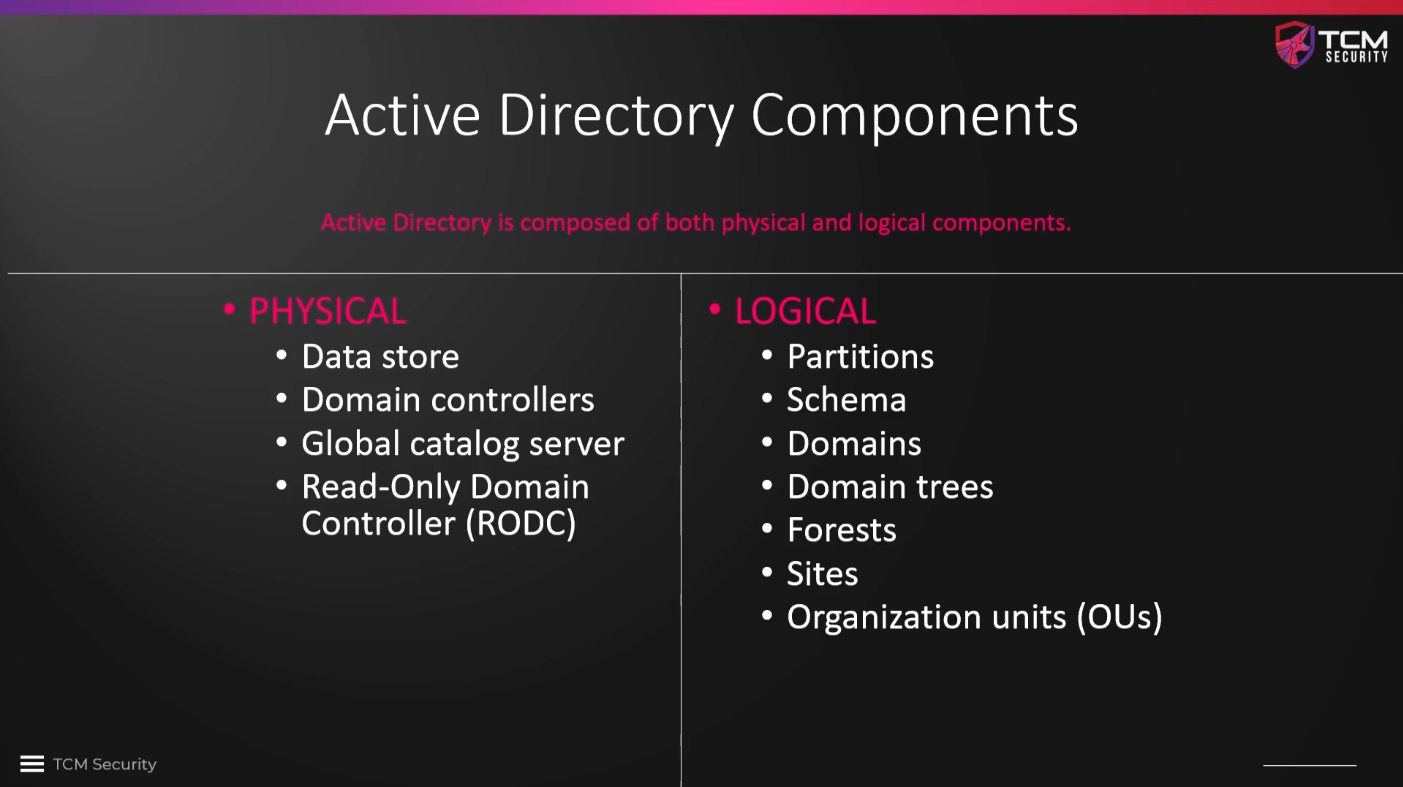 TCM
SECURITY
Active Directory Components
Active Directory is composed of both physical and logical components.
• PHYSICAL
• Data store
• Domain controllers
• Global catalog server
• Read-Only Domain
Controller (RODC)
• LOGICAL
• Partitions
• Schema
• Domains
• Domain trees
• Forests
• Sites
• Organization units (OUs)
TCM Security